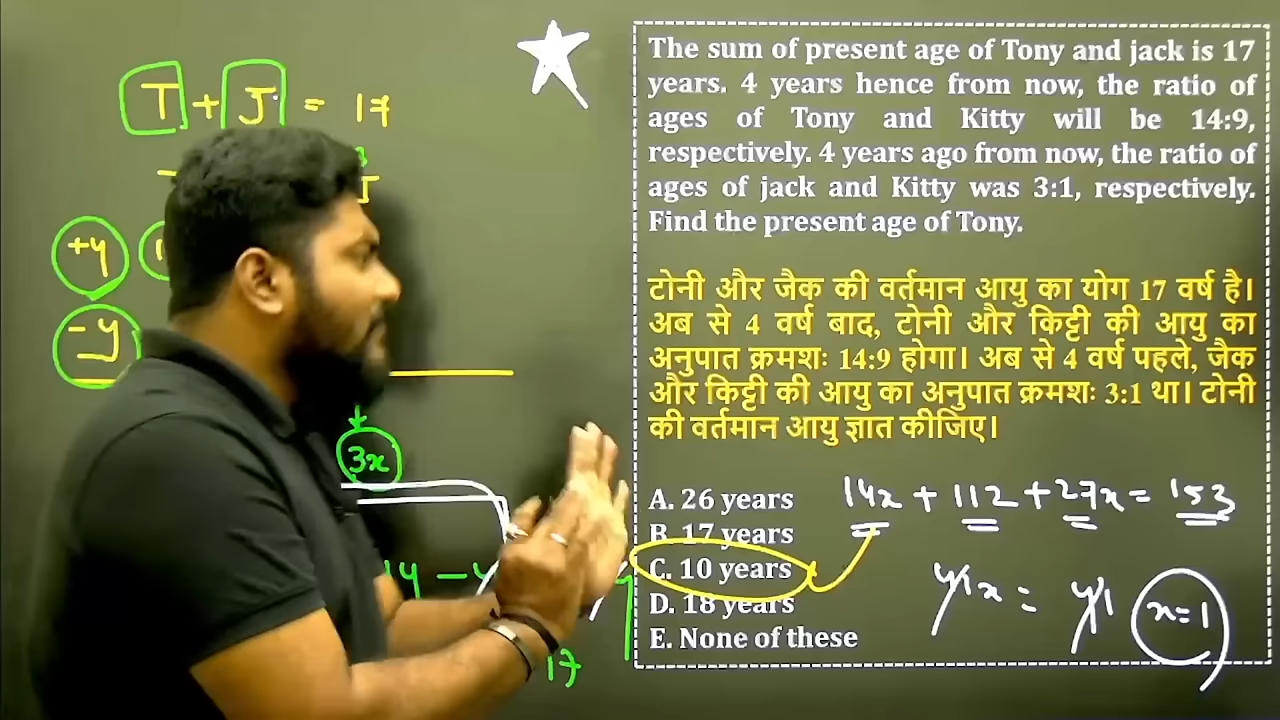 T + J = 17
+4
-4
3x
The sum of present age of Tony and jack is 17
years. 4 years hence from now, the ratio of
ages of Tony and Kitty will be 14:9,
respectively. 4 years ago from now, the ratio of
ages of jack and Kitty was 3:1, respectively.
Find the present age of Tony.
टोनी और जैक की वर्तमान आयु का योग 17 वर्ष है।
अब से 4 वर्ष बाद, टोनी और किट्टी की आयु का
अनुपात क्रमशः 14:9 होगा। अब से 4 वर्ष पहले, जैक
और किट्टी की आयु का अनुपात क्रमशः 3:1 था। टोनी
की वर्तमान आयु ज्ञात कीजिए।
A. 26 years
B. 17 years
C. 10 years
D. 18 years
E. None of these
14x + 112 + 27x = 153
41x = 41
x=1
17